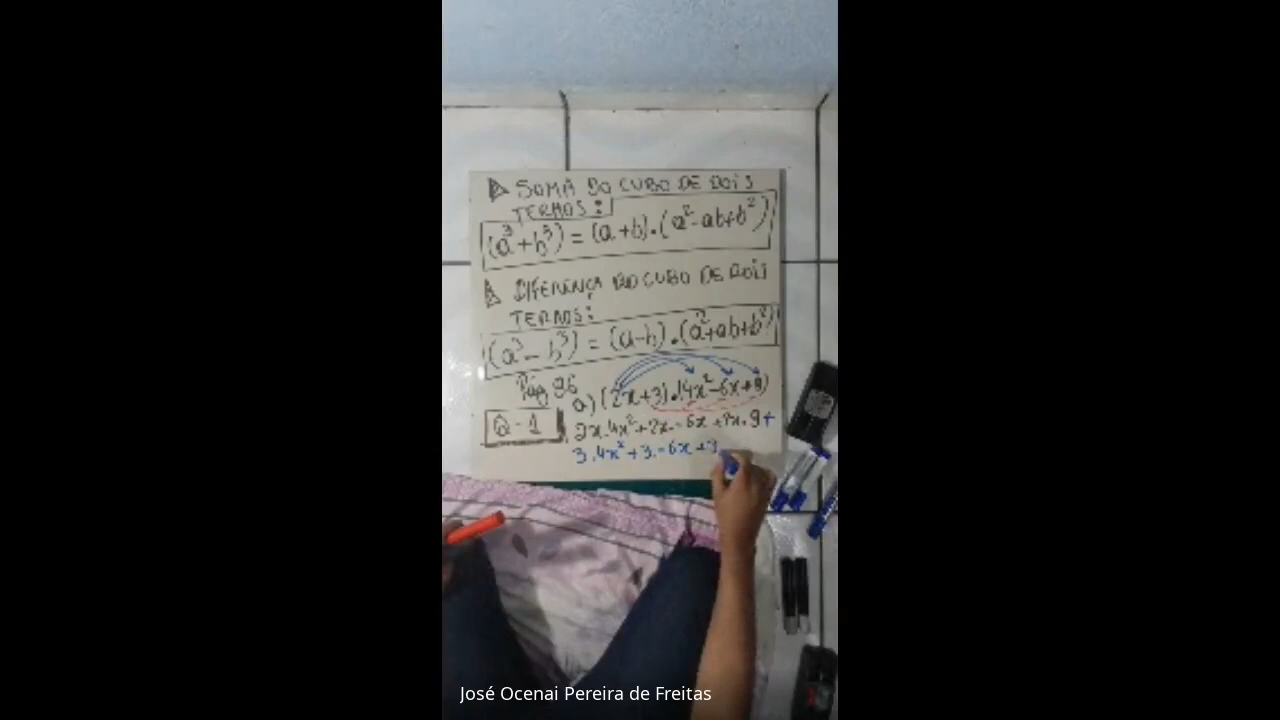 SOMA DO CUBO DE DOIS
TERMOS:
(a³+b³) = (a+b).(a²-ab+b²)
DIFERENÇA DO CUBO DE DOIS
TERMOS:
(a³-b³) = (a-b).(a²+ab+b²)
Pág 96
a) (2x+3).(4x²-6x+9)
Q-1
2x.4x²+2x.-6x+2x.9+
3.4x²+3.-6x+3
José Ocenai Pereira de Freitas